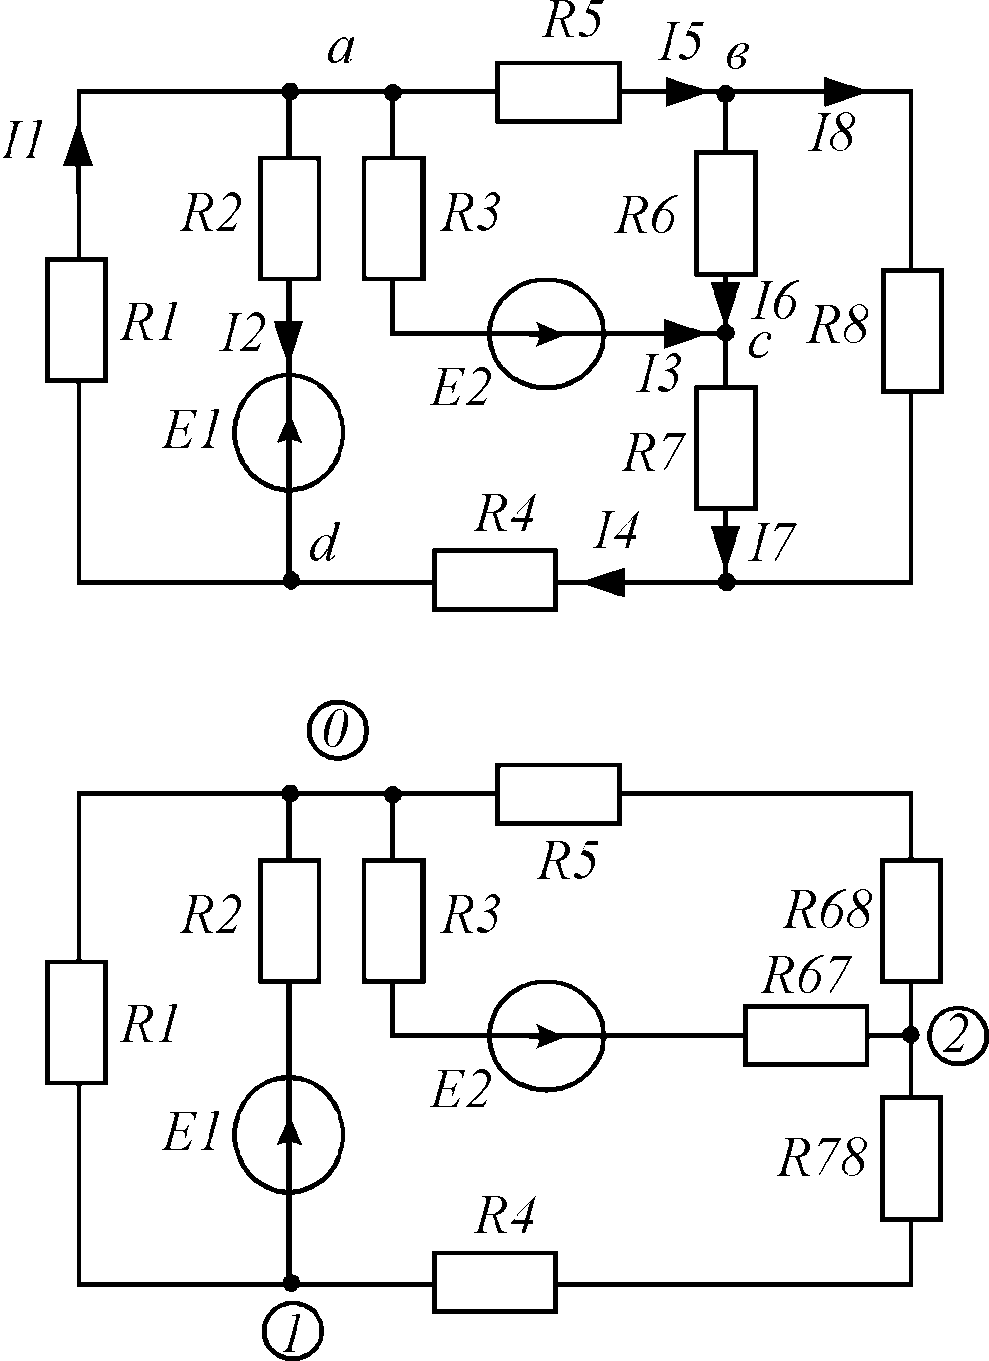 R5
a
I5
в
I1
I8
R2
R3
R6
R1
I2
I6
R8
c
E2
I3
E1
R7
d
R4
I4
I7
0
R5
R2
R3
R68
R67
R1
2
E2
E1
R78
R4
1